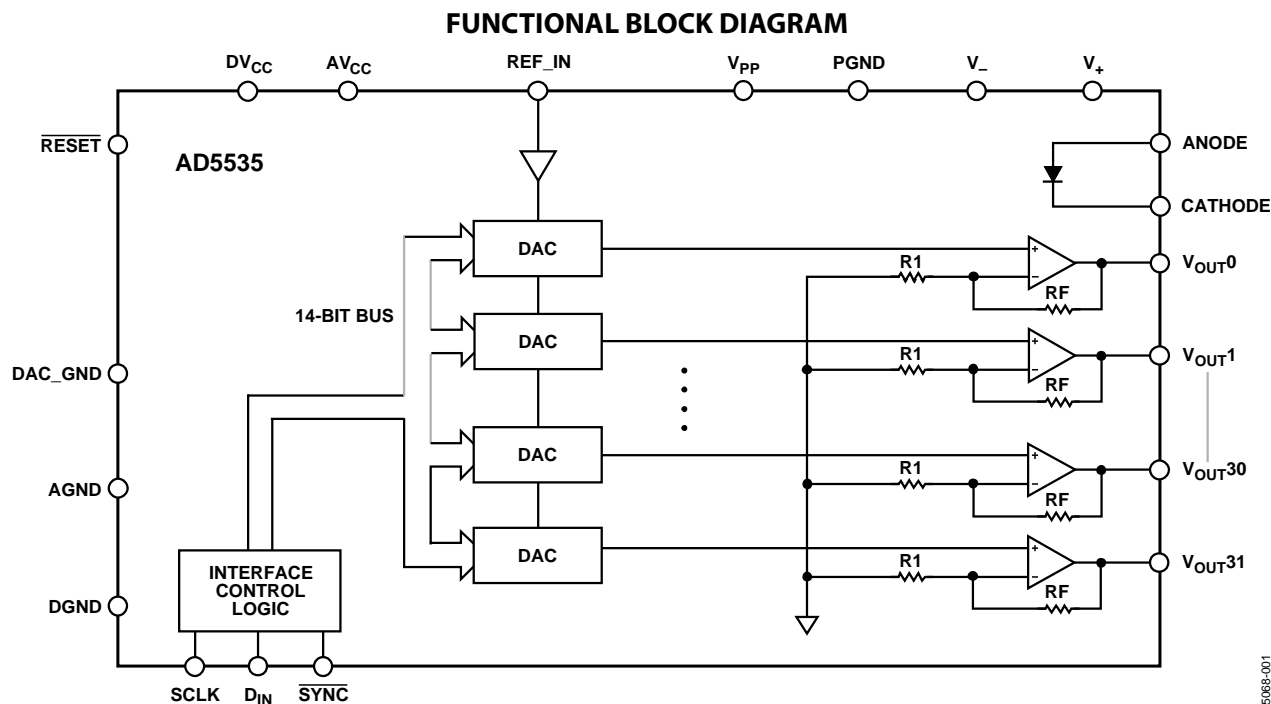 FUNCTIONAL BLOCK DIAGRAM
DVCC
AVCC
REF_IN
VPP
PGND
V–
V+
RESET
AD5535
ANODE
CATHODE
DAC
+
–
R1
RF
VOUT0
14-BIT BUS
DAC
+
–
R1
RF
VOUT1
DAC_GND
DAC
+
–
R1
RF
VOUT30
AGND
DAC
+
–
R1
RF
VOUT31
INTERFACE
CONTROL
LOGIC
DGND
SCLK
DIN
SYNC
5068-001